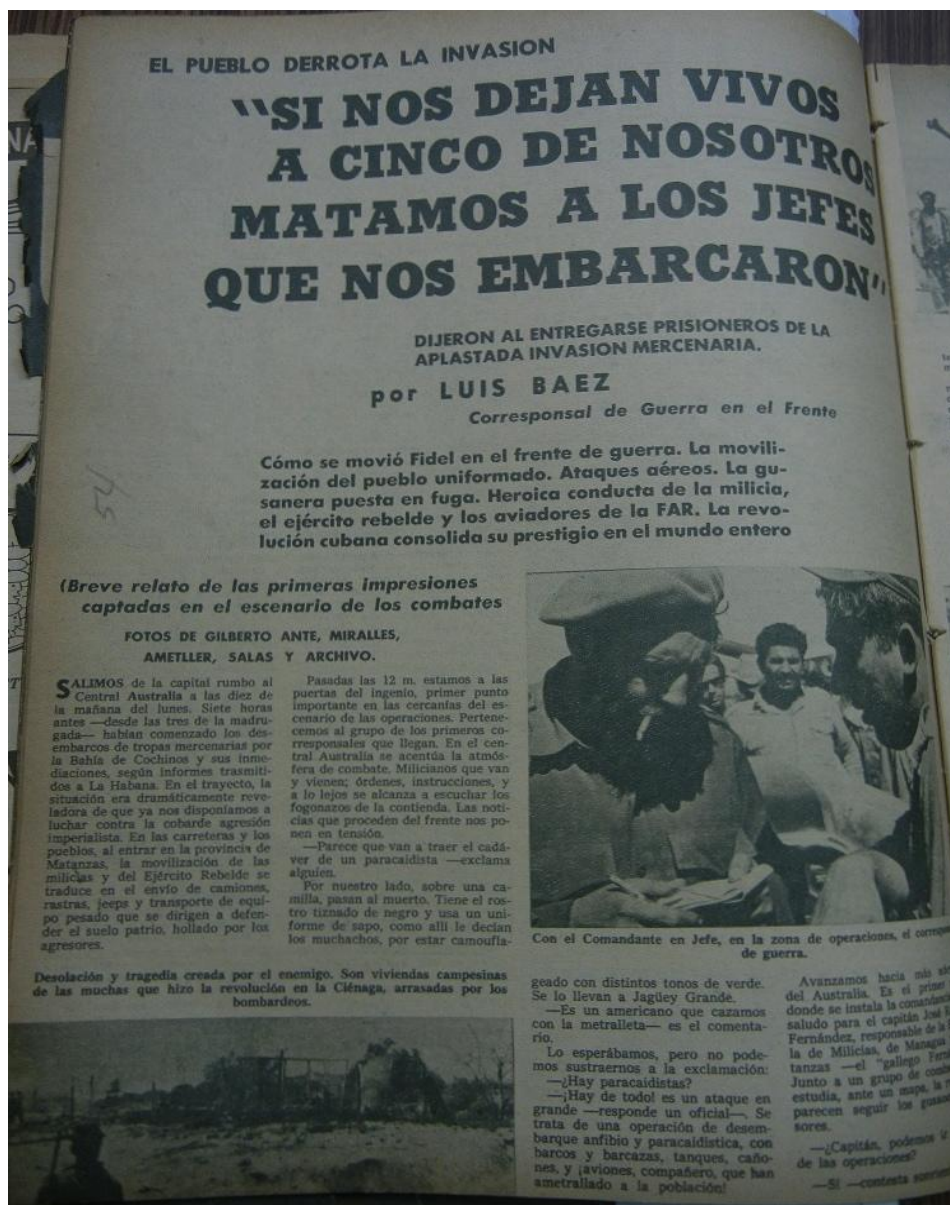 EL PUEBLO DERROTA LA INVASION
"SI NOS DEJAN VIVOS
A CINCO DE NOSOTROS
MATAMOS A LOS JEFES
QUE NOS EMBARCARON"
DIJERON AL ENTREGARSE PRISIONEROS DE LA
APLASTADA INVASION MERCENARIA.
por LUIS BAEZ
Corresponsal de Guerra en el Frente
54
Cómo se movió Fidel en el frente de guerra. La movili-
zación del pueblo uniformado. Ataques aéreos. La gu-
sanera puesta en fuga. Heroica conducta de la milicia,
el ejército rebelde y los aviadores de la FAR. La revo-
lución cubana consolida su prestigio en el mundo entero
(Breve relato de las primeras impresiones
captadas en el escenario de los combates
FOTOS DE GILBERTO ANTE, MIRALLES,
AMETLLER, SALAS Y ARCHIVO.
SALIMOS de la capital rumbo al
Central Australia a las diez de
la mañana del lunes. Siete horas
antes —desde las tres de la madru-
gada— habían comenzado los des-
embarcos de tropas mercenarias por
la Bahía de Cochinos y sus inme-
diaciones, según informes trasmiti-
dos a La Habana. En el trayecto, la
situación era dramáticamente reve-
ladora de que ya nos disponíamos a
luchar contra la cobarde agresión
imperialista. En las carreteras y los
pueblos, al entrar en la provincia de
Matanzas, la movilización de las
milicias y del Ejército Rebelde se
traduce en el envío de camiones,
rastras, jeeps y transporte de equi-
po pesado que se dirigen a defen-
der el suelo patrio, hollado por los
agresores.
Pasadas las 12 m. estamos a las
puertas del ingenio, primer punto
importante en las cercanías del es-
cenario de las operaciones. Pertene-
cemos al grupo de los primeros co-
rresponsales que llegan. En el cen-
tral Australia se acentúa la atmós-
fera de combate. Milicianos que van
y vienen; órdenes, instrucciones, y
a lo lejos se alcanza a escuchar los
fogonazos de la contienda. Las noti-
cias que proceden del frente nos po-
nen en tensión.
—Parece que van a traer el cadá-
ver de un paracaidista —exclama
alguien.
Por nuestro lado, sobre una ca-
milla, pasan al muerto. Tiene el ros-
tro tiznado de negro y usa un uni-
forme de sapo, como allí le decían
los muchachos, por estar camoufla-
Con el Comandante en Jefe, en la zona de operaciones, el
de guerra.
Desolación y tragedia creada por el enemigo. Son viviendas campesinas
de las muchas que hizo la revolución en la Ciénaga, arrasadas por los
bombardeos.
geado con distintos tonos de verde.
Se lo llevan a Jagüey Grande.
—Es un americano que cazamos
con la metralleta— es el comenta-
rio.
Lo esperábamos, pero no pode-
mos sustraernos a la exclamación:
—¿Hay paracaidistas?
—¡Hay de todo! es un ataque en
grande —responde un oficial—. Se
trata de una operación de desem-
barque anfibio y paracaidística, con
barcos y barcazas, tanques, caño-
nes, y ¡aviones, compañero, que han
ametrallado a la población!
Avanzamos hacia más
del Australia. Es el primer
donde se instala la
saludo para el capitán José
Fernández, responsable de la
la de Milicias, de Managua
tanzas —el "gallego
Junto a un grupo de
estudia, ante un mapa, la
parecen seguir los
sores.
—¿Capitán, podemos
de las operaciones?
—Sí —contesta